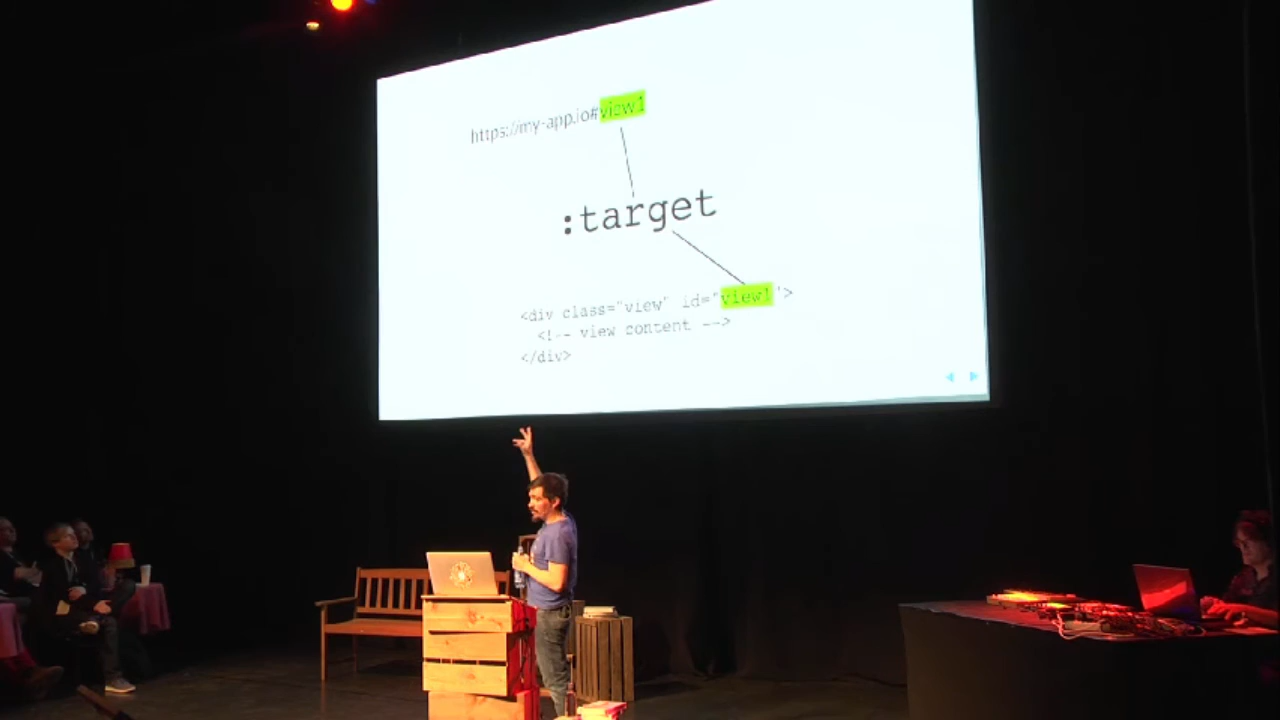 https://my-app.io#view1
:target
<div class="view" id="view1">
<!-- view content -->
</div>